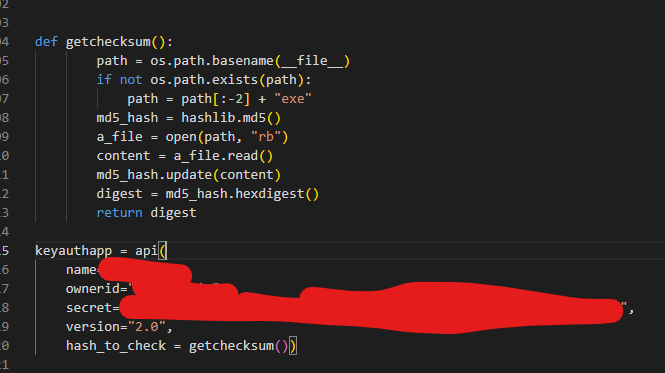 02
03
04 def getchecksum():
05 path = os.path.basename(__file__)
06 if not os.path.exists(path):
07 path = path[:-2] + "exe"
08 md5_hash = hashlib.md5()
09 a_file = open(path, "rb")
10 content = a_file.read()
11 md5_hash.update(content)
12 digest = md5_hash.hexdigest()
13 return digest
14
15 keyauthapp = api(
16 name=
17 ownerid="
18 secret= ",
19 version="2.0",
20 hash_to_check = getchecksum())
21